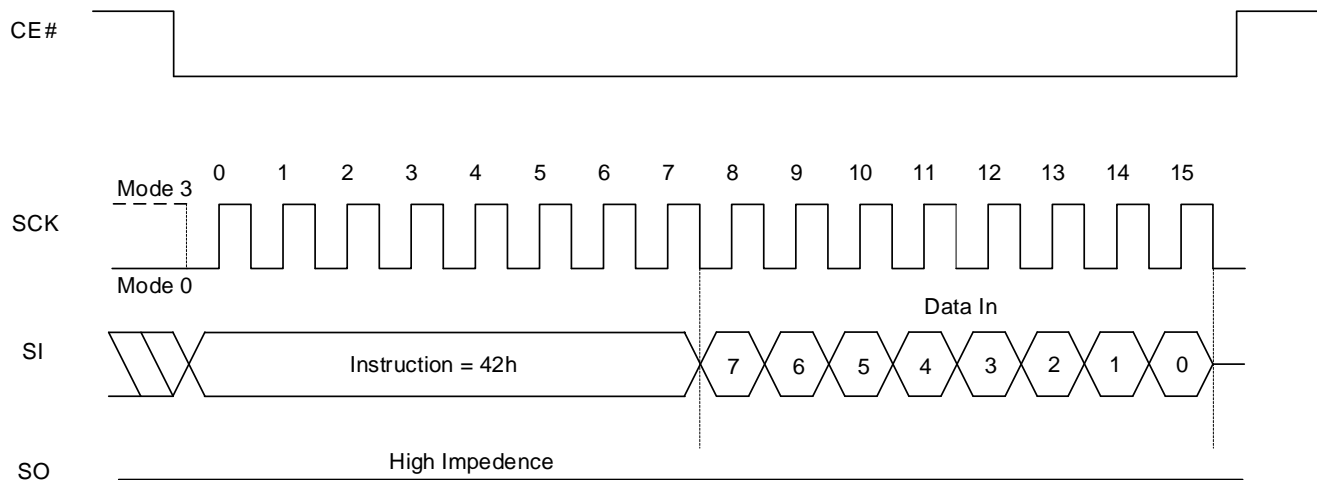 CE#
0 1 2 3 4 5 6 7 8 9 10 11 12 13 14 15
Mode 3
SCK
Mode 0
Data In
SI
Instruction = 42h
7 6 5 4 3 2 1 0
High Impedence
SO